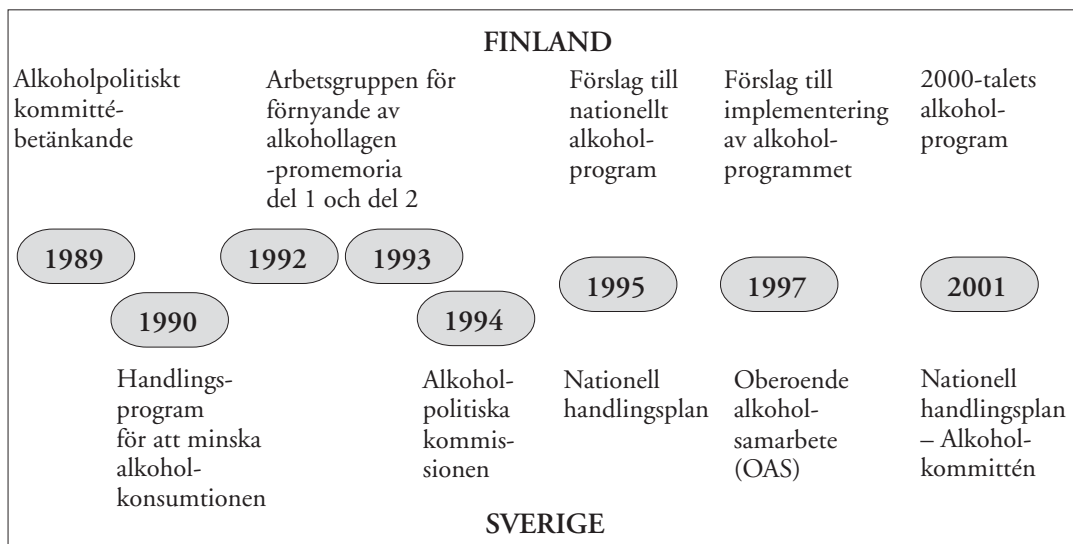 FINLAND
Alkoholpolitiskt
kommitté-
betänkande
Arbetsgruppen för
förnyande av
alkohollagen
-promemoria
del 1 och del 2
Förslag till
nationellt
alkohol-
program
Förslag till
implementering
av alkohol-
programmet
2000-talets
alkohol-
program
1989
1992
1993
1995
1997
2001
1990
1994
Handlings-
program
för att minska
alkohol-
konsumtionen
Alkohol-
politiska
kommis-
sionen
Nationell
handlingsplan
Oberoende
alkohol-
samarbete
(OAS)
Nationell
handlingsplan
– Alkohol-
kommittén
SVERIGE